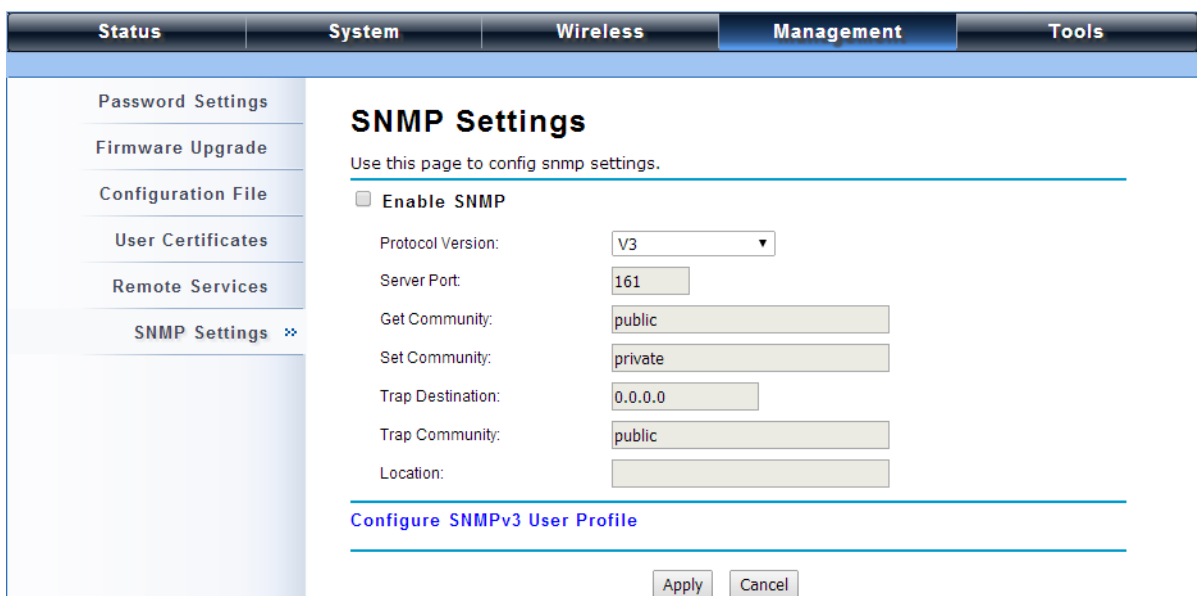 Status System Wireless Management Tools
Password Settings
Firmware Upgrade
Configuration File
User Certificates
Remote Services
SNMP Settings
SNMP Settings
Use this page to config snmp settings.
Enable SNMP
Protocol Version: V3
Server Port: 161
Get Community: public
Set Community: private
Trap Destination: 0.0.0.0
Trap Community: public
Location:
Configure SNMPv3 User Profile
Apply Cancel